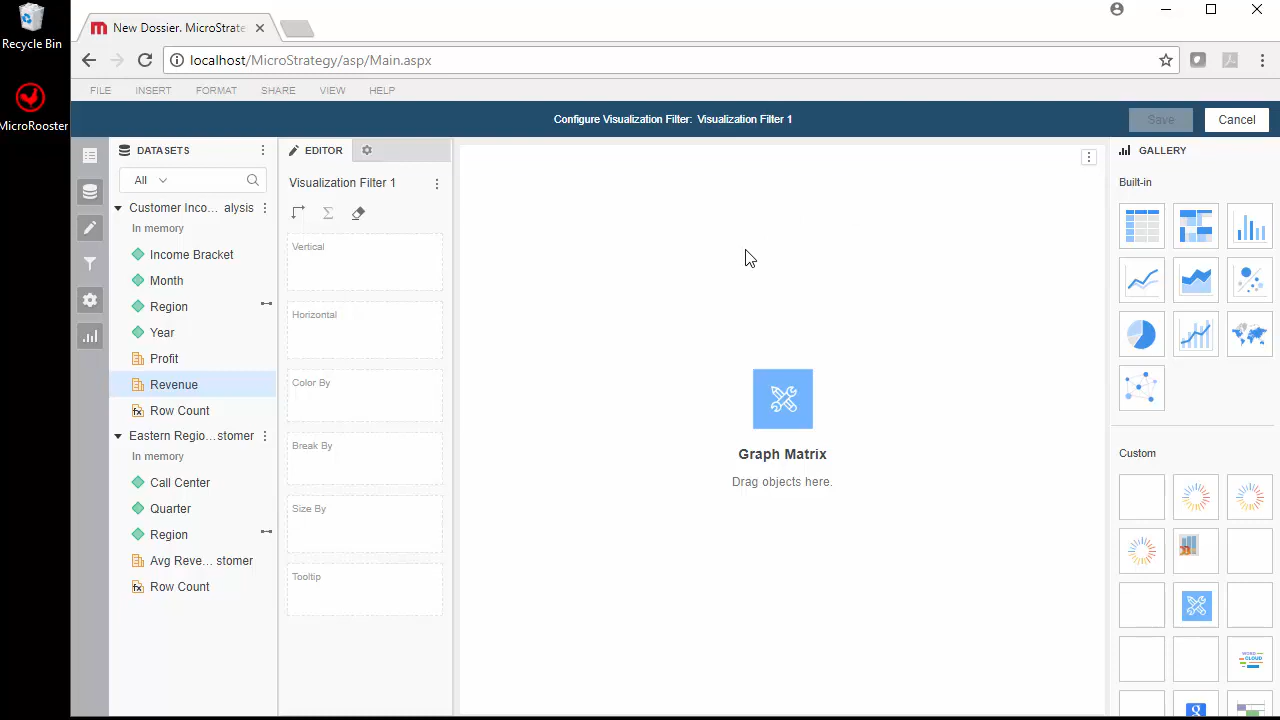 Recycle Bin
MicroRooster
New Dossier. MicroStrate
localhost/MicroStrategy/asp/Main.aspx
FILE INSERT FORMAT SHARE VIEW HELP
Configure Visualization Filter: Visualization Filter 1
Save Cancel
DATASETS
All
Customer Inco... alysis
In memory
Income Bracket
Month
Region
Year
Profit
Revenue
fx Row Count
Eastern Regio...stomer
In memory
Call Center
Quarter
Region
Avg Reve... stomer
fx Row Count
EDITOR
Visualization Filter 1
Σ
Vertical
Horizontal
Color By
Break By
Size By
Tooltip
Graph Matrix
Drag objects here.
GALLERY
Built-in
Custom
WORD
CLOUD
g